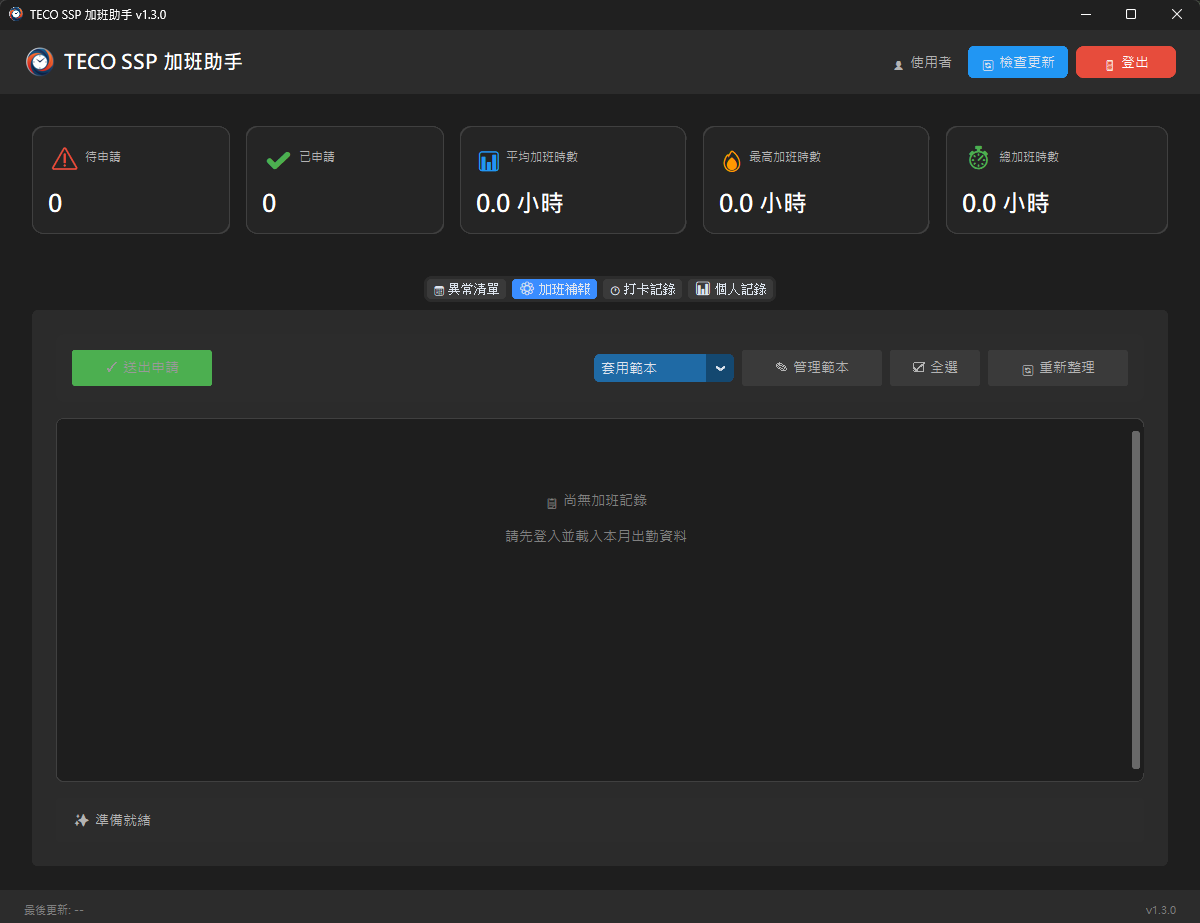 TECO SSP 加班助手 v1.3.0
TECO SSP 加班助手
使用者
檢查更新
登出
待申請
0
已申請
0
平均加班時數
0.0 小時
最高加班時數
0.0 小時
總加班時數
0.0 小時
異常清單
加班補報
打卡記錄
個人記錄
送出申請
套用範本
管理範本
全選
重新整理
尚無加班記錄
請先登入並載入本月出勤資料
準備就緒
最後更新: --
v1.3.0